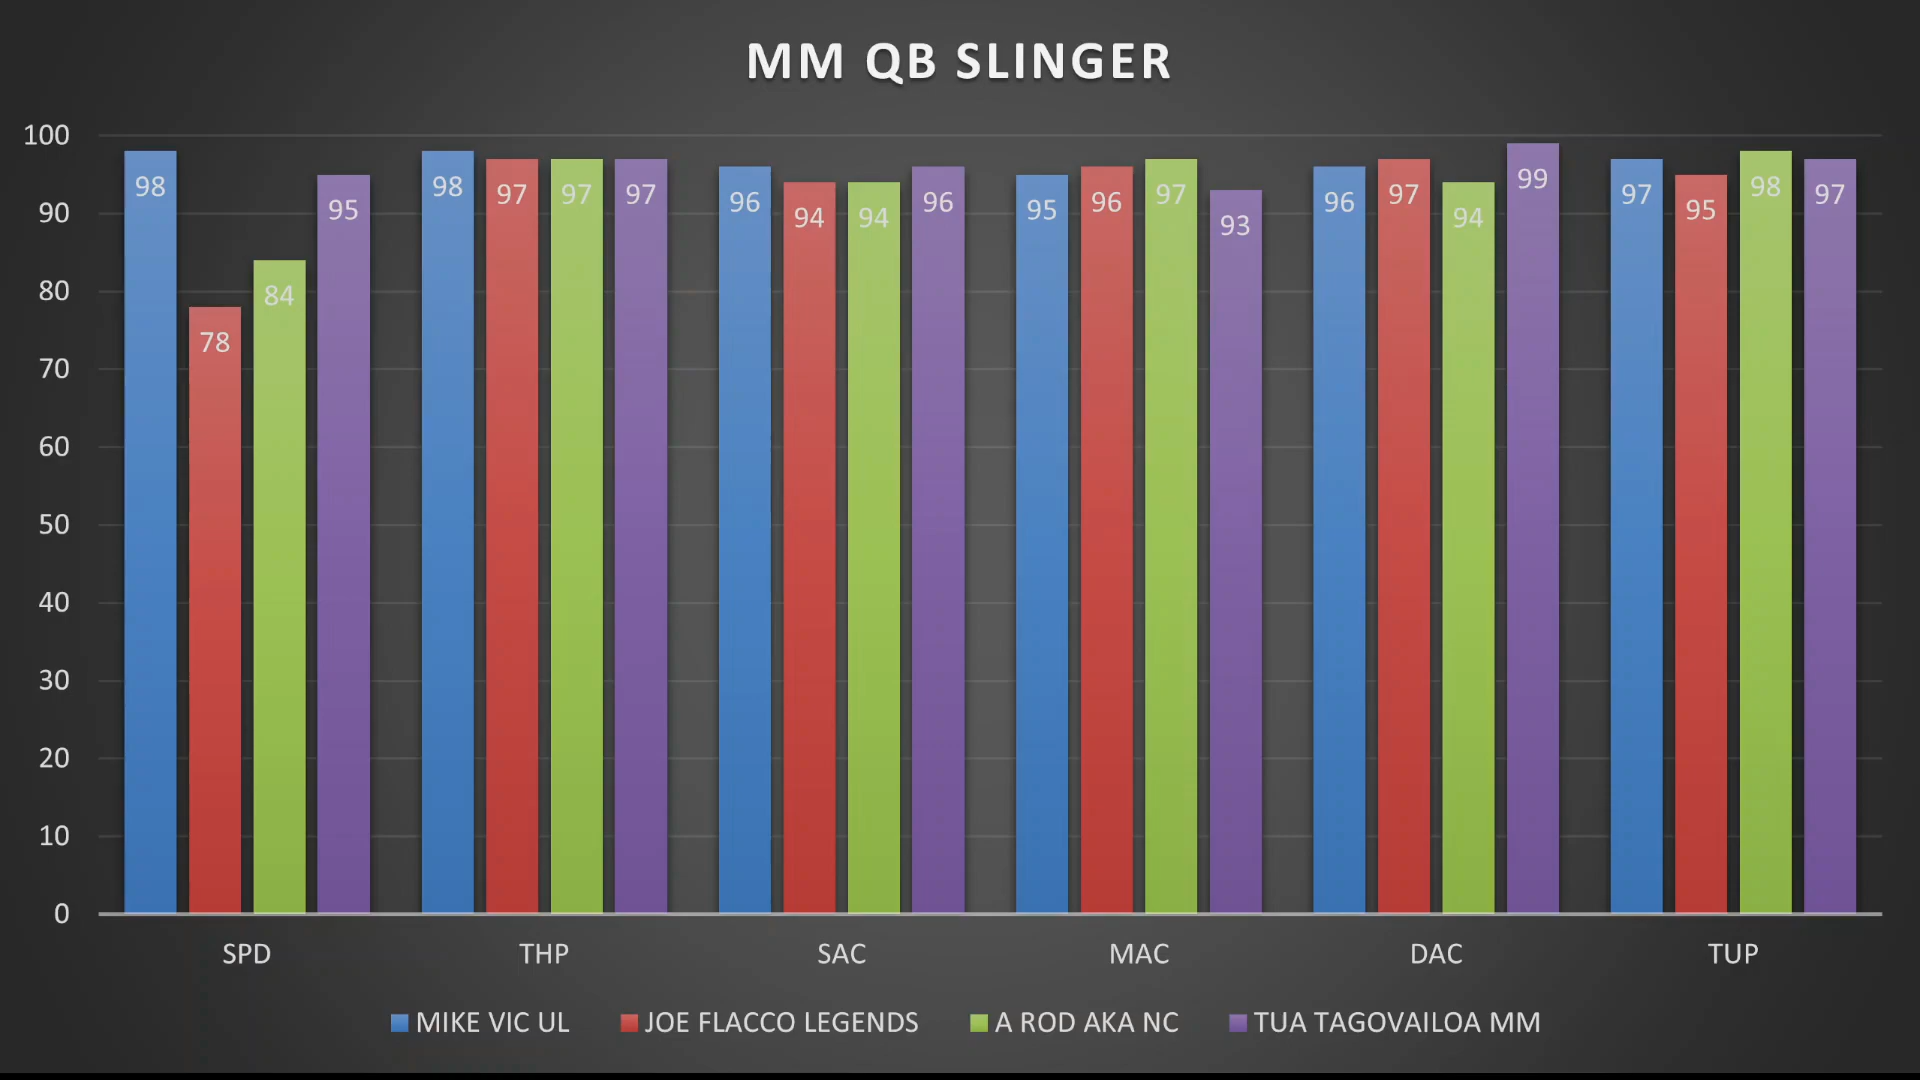 MM QB SLINGER
100
90
80
70
60
50
40
30
20
10
0
98 78 84 95
98 97 97 97
96 94 94 96
95 96 97 93
96 97 94 99
97 95 98 97
SPD THP SAC MAC DAC TUP
MIKE VIC UL JOE FLACCO LEGENDS A ROD AKA NC TUA TAGOVAILOA MM